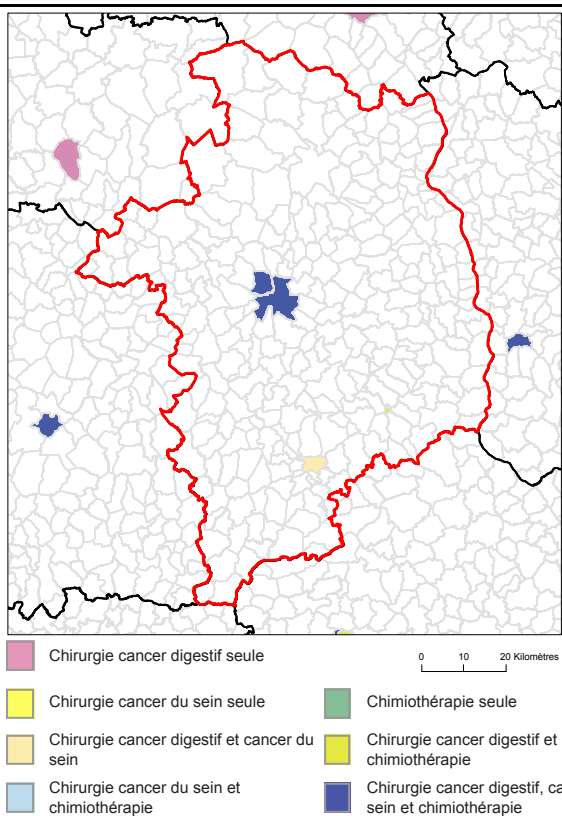 Chirurgie cancer digestif seule
0 10 20 Kilomètres
Chirurgie cancer du sein seule
Chimiothérapie seule
Chirurgie cancer digestif et cancer du
sein
Chirurgie cancer digestif et
chimiothérapie
Chirurgie cancer du sein et
chimiothérapie
Chirurgie cancer digestif, ca
sein et chimiothérapie